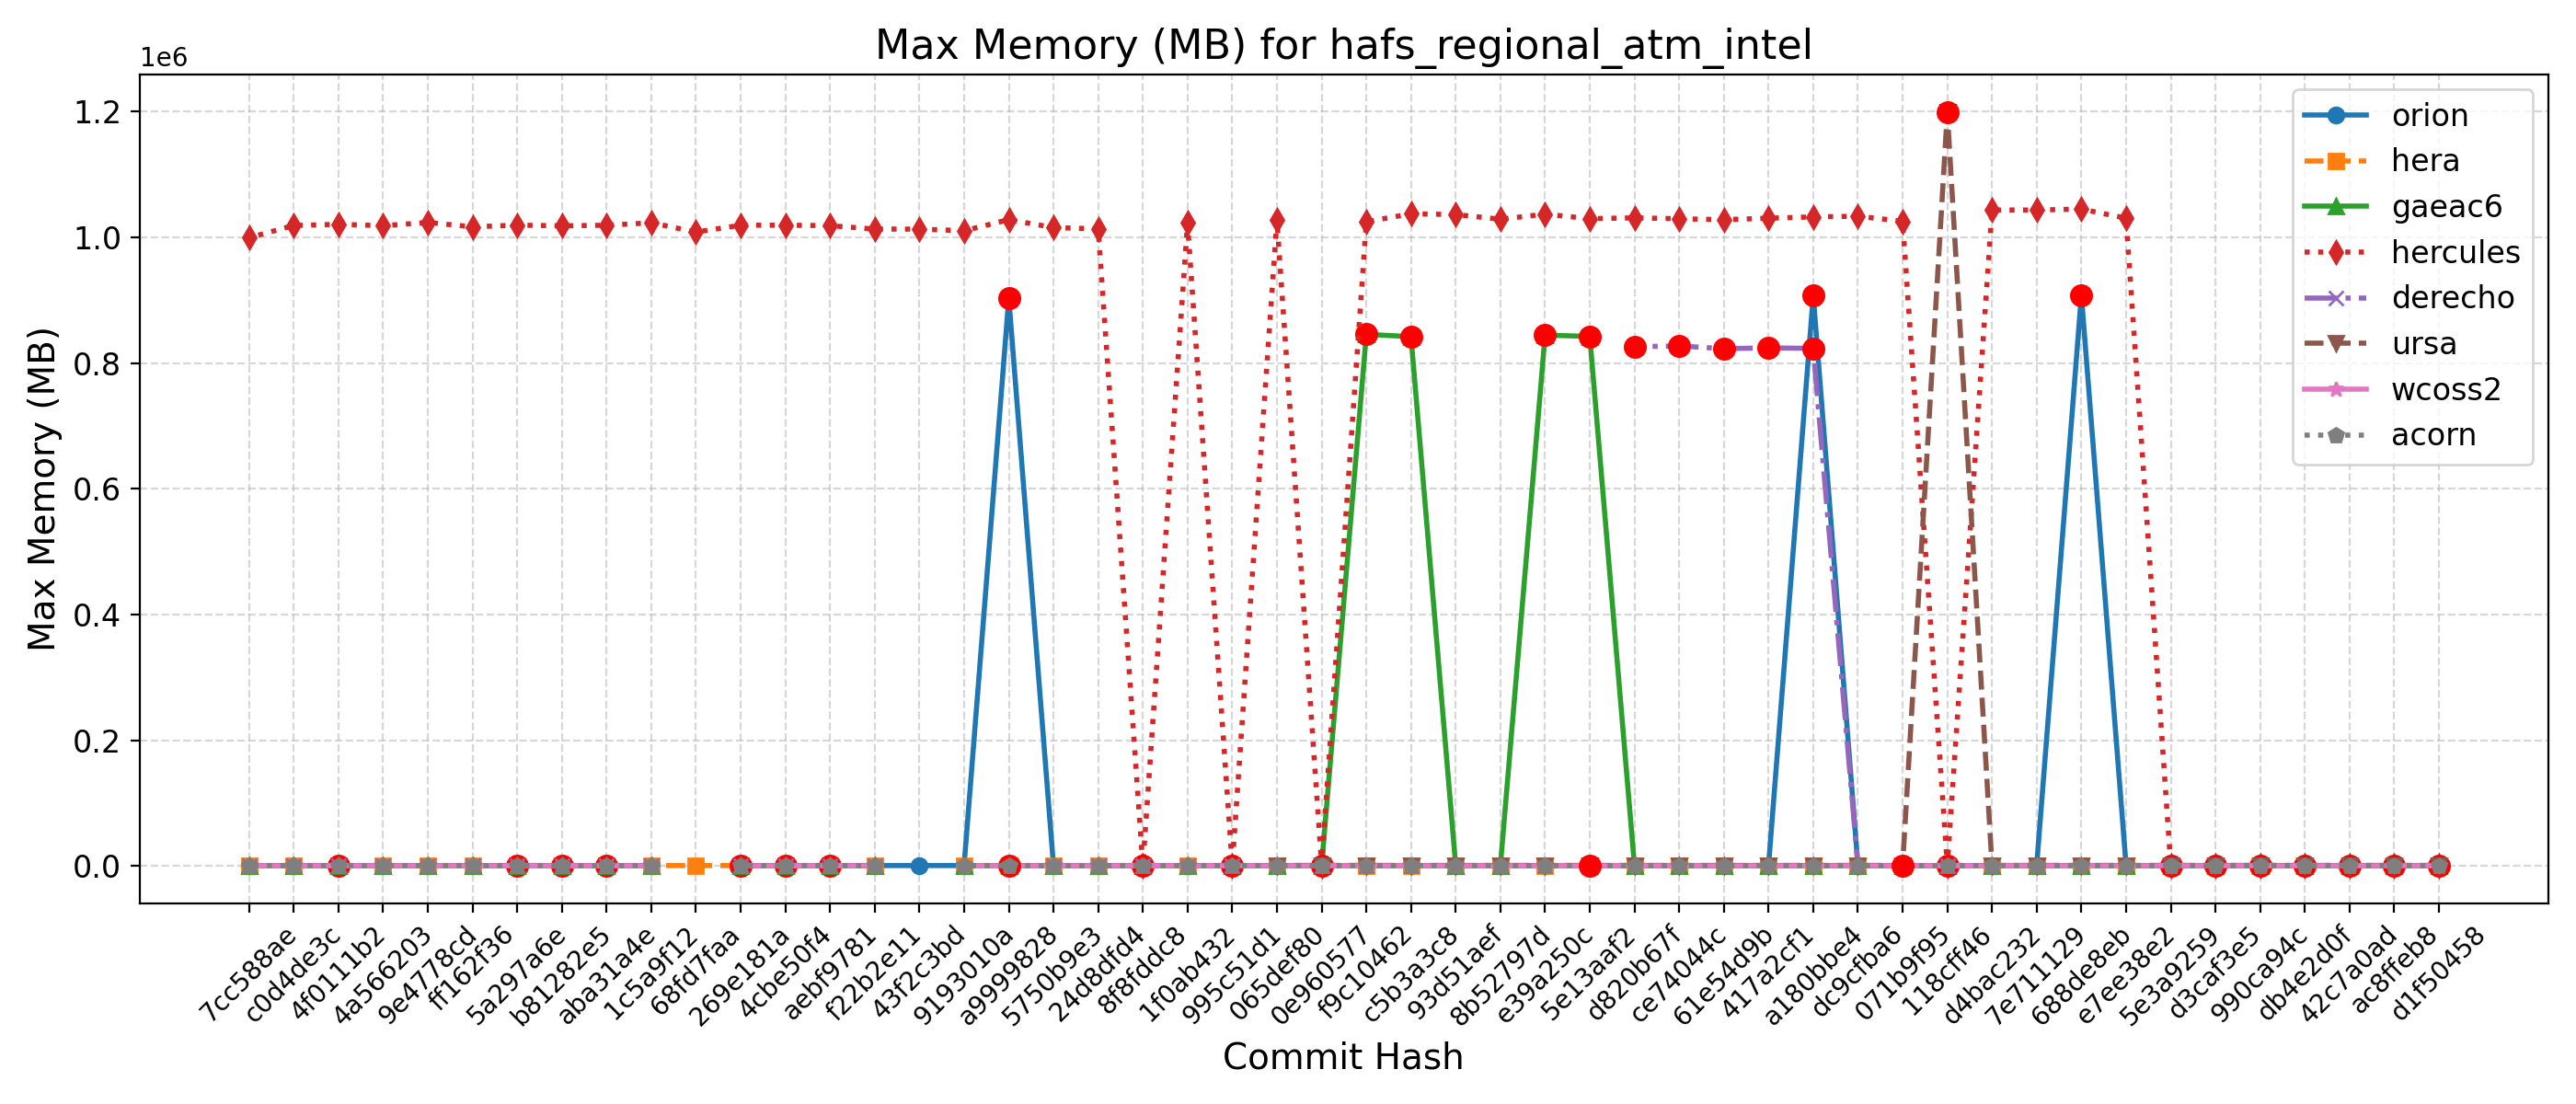 Max Memory (MB) for hafs_regional_atm_intel
1e6
1.2
1.0
0.8
0.6
0.4
0.2
0.0
Max Memory (MB)
orion
hera
gaeac6
hercules
derecho
ursa
wcoss2
acorn
7cc588ae
c0d4de3c
4f0111b2
4a566203
9e4778cd
ff162f36
5a297a6e
b81282e5
aba31a4e
1c5a9f12
68fd7faa
269e181a
4cbe50f4
aebf9781
f22b2e11
43f2c3bd
9193010a
a9999828
5750b9e3
24d8dfd4
8f8fddc8
1f0ab432
995c51d1
065def80
0e960577
f9c10462
c5b3a3c8
93d51aef
8b52797d
e39a250c
5e13aaf2
d820b67f
ce74044c
61e54d9b
417a2cf1
a180bbe4
dc9cfba6
071b9f95
118cff46
d4bac232
7e711129
688de8eb
e7ee38e2
5e3a9259
d3caf3e5
990ca94c
db4e2d0f
42c7a0ad
ac8ffeb8
d1f50458
Commit Hash